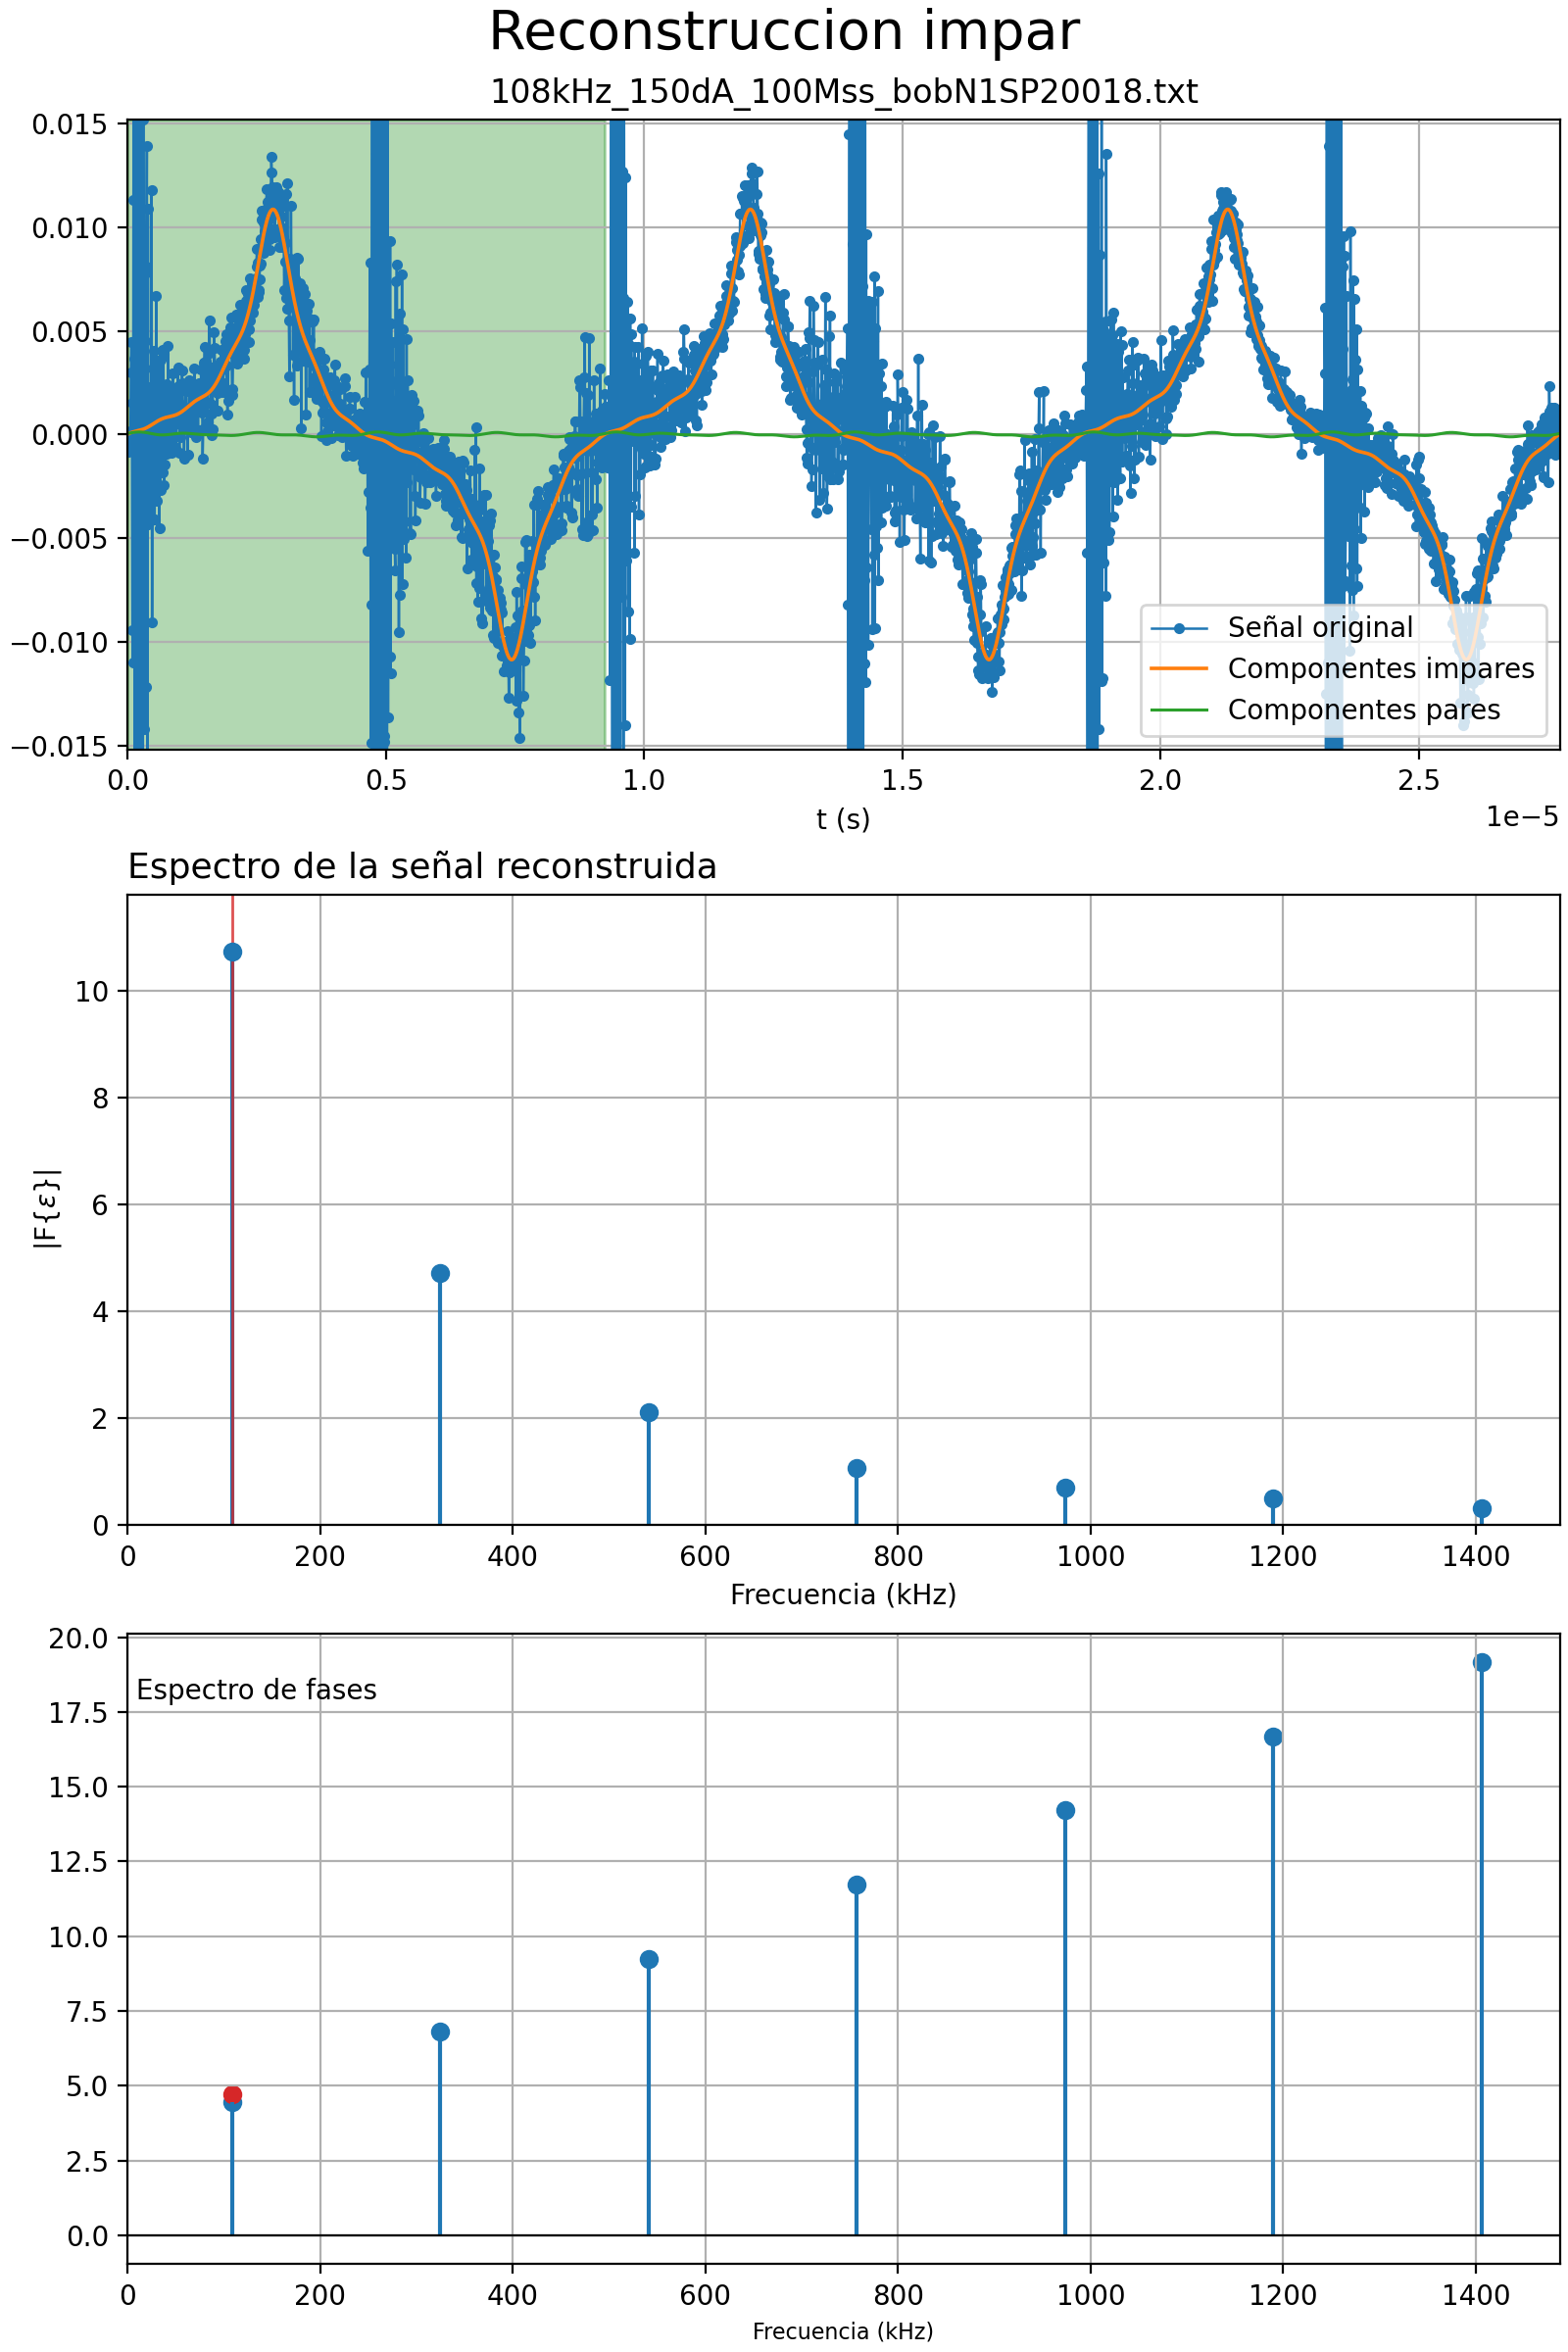 Reconstruccion impar
108kHz_150dA_100Mss_bobN1SP20018.txt
0.015
0.010
0.005
0.000
−0.005
−0.010
−0.015
Señal original
Componentes impares
Componentes pares
0.0 0.5 1.0 1.5 2.0 2.5
1e−5
t (s)
Espectro de la señal reconstruida
10
8
6
4
2
0
|F{ε}|
0 200 400 600 800 1000 1200 1400
Frecuencia (kHz)
20.0
17.5
15.0
12.5
10.0
7.5
5.0
2.5
0.0
Espectro de fases
0 200 400 600 800 1000 1200 1400
Frecuencia (kHz)